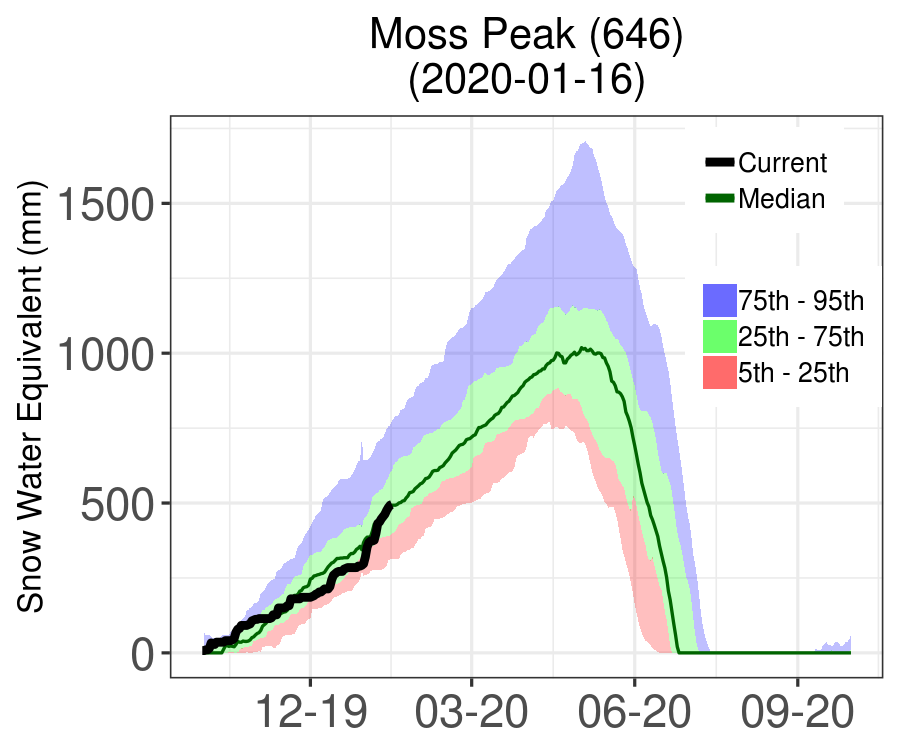 Moss Peak (646)
(2020-01-16)
Snow Water Equivalent (mm)
1500
1000
500
0
12-19
03-20
06-20
09-20
Current
Median
75th - 95th
25th - 75th
5th - 25th